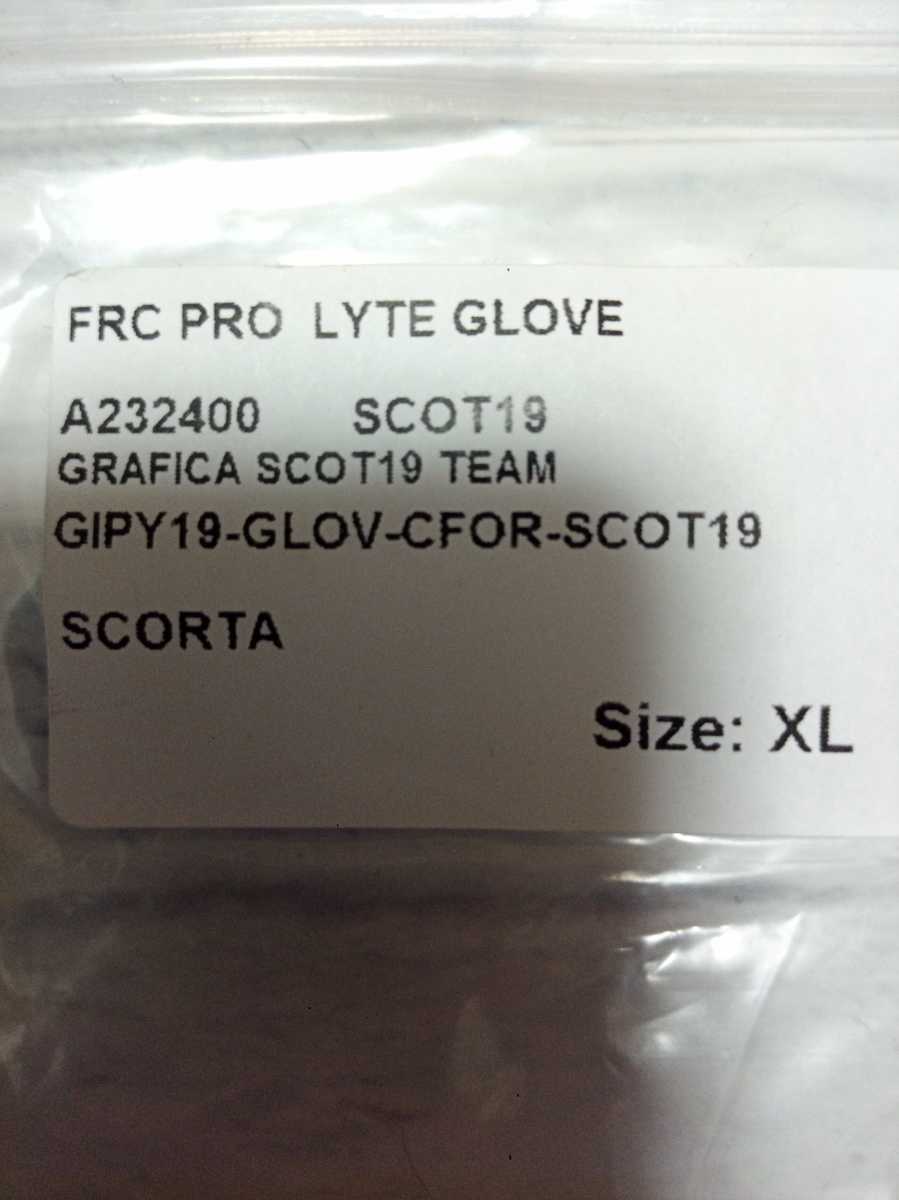 FRC PRO LYTE GLOVE
A232400 SCOT19
GRAFICA SCOT19 TEAM
GIPY19-GLOV-CFOR-SCOT19
SCORTA
Size: XL